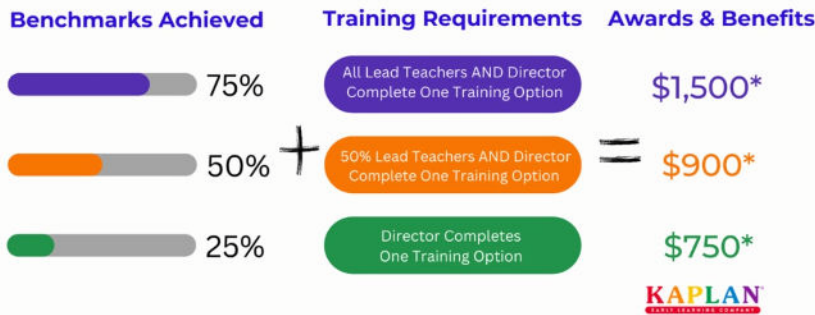 Benchmarks Achieved
Training Requirements
Awards & Benefits
75%
All Lead Teachers AND Director
Complete One Training Option
$1,500*
50%
+
50% Lead Teachers AND Director
Complete One Training Option
=
$900*
25%
Director Completes
One Training Option
$750*
KAPLAN
EARLY LEARNING COMPANY